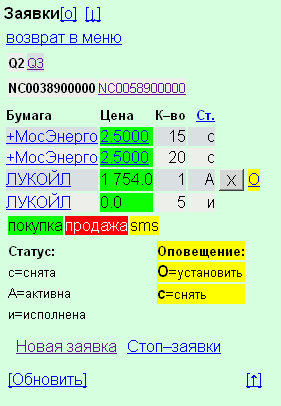 Заявки[о] [↓]
возврат в меню
Q2 Q3
NC0038900000 NC0058900000
Бумага Цена К–во Ст.
+МосЭнерго 2.5000 15 с
+МосЭнерго 2.5000 20 с
ЛУКОЙЛ 1 754.0 1 А X О
ЛУКОЙЛ 0.0 5 и
покупка продажа sms
Статус: Оповещение:
с=снята О=установить
А=активна с=снять
и=исполнена
Новая заявка Стоп–заявки
[Обновить] [↑]